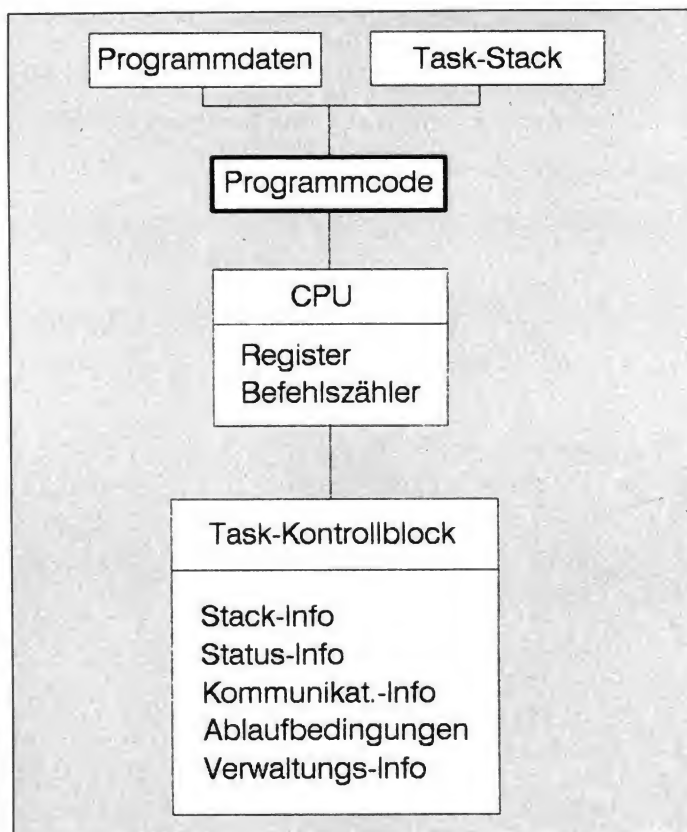 Programmdaten
Task-Stack
Programmcode
CPU
Register
Befehlszähler
Task-Kontrollblock
Stack-Info
Status-Info
Kommunikat.-Info
Ablaufbedingungen
Verwaltungs-Info